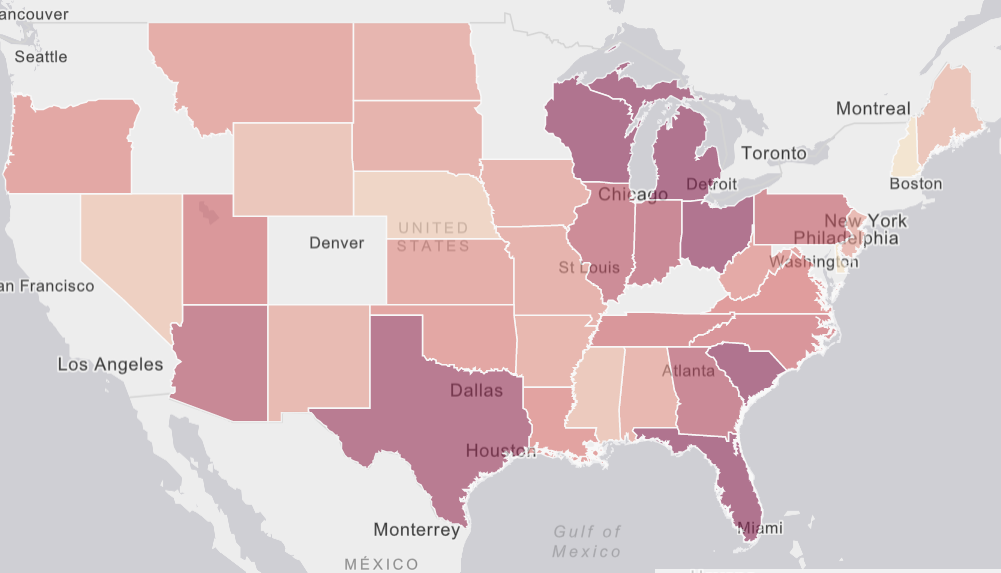 ancouver
Seattle
Montreal
Toronto
Boston
Detroit
Chicago
New York
Philadelphia
UNITED
STATES
Denver
Washington
St Louis
an Francisco
Los Angeles
Atlanta
Dallas
Houston
Miami
Monterrey
Gulf of
Mexico
MÉXICO